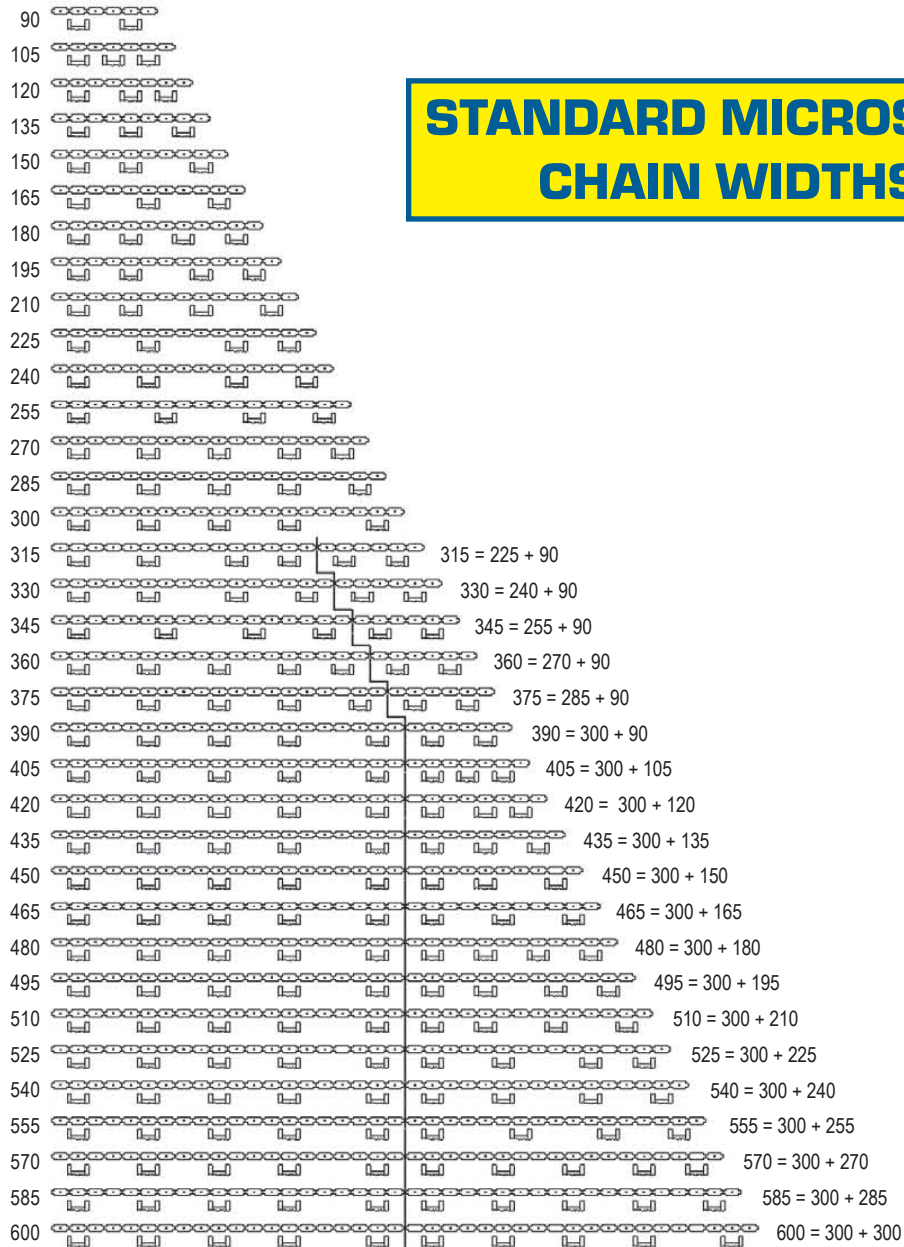 90
105
120
STANDARD MICROS
135
150
CHAIN WIDTHS
165
180
195
210
225
240
255
270
285
300
315 315 = 225 + 90
330 330 = 240 + 90
345 345 = 255 + 90
360 360 = 270 + 90
375 375 = 285 + 90
390 390 = 300 + 90
405 405 = 300 + 105
420 420 = 300 + 120
435 435 = 300 + 135
450 450 = 300 + 150
465 465 = 300 + 165
480 480 = 300 + 180
495 495 = 300 + 195
510 510 = 300 + 210
525 525 = 300 + 225
540 540 = 300 + 240
555 555 = 300 + 255
570 570 = 300 + 270
585 585 = 300 + 285
600 600 = 300 + 300